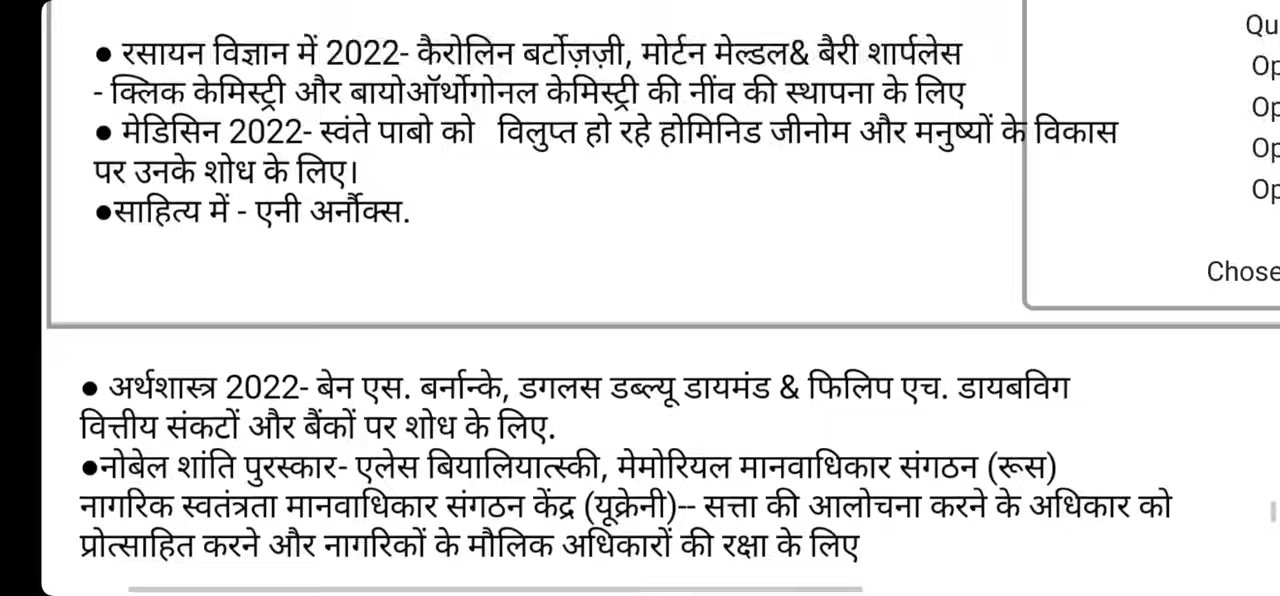 ● रसायन विज्ञान में 2022- कैरोलिन बर्टोज़ज़ी, मोर्टन मेल्डल& बैरी शार्पलेस
- क्लिक केमिस्ट्री और बायोऑर्थोगोनल केमिस्ट्री की नींव की स्थापना के लिए
● मेडिसिन 2022- स्वंते पाबो को विलुप्त हो रहे होमिनिड जीनोम और मनुष्यों के विकास
पर उनके शोध के लिए।
●साहित्य में - एनी अर्नौक्स.
Qu
Op
Op
Op
Op
Chose
● अर्थशास्त्र 2022- बेन एस. बर्नान्के, डगलस डब्ल्यू डायमंड & फिलिप एच. डायबविग
वित्तीय संकटों और बैंकों पर शोध के लिए.
●नोबेल शांति पुरस्कार- एलेस बियालियात्स्की, मेमोरियल मानवाधिकार संगठन (रूस)
नागरिक स्वतंत्रता मानवाधिकार संगठन केंद्र (यूक्रेनी)-- सत्ता की आलोचना करने के अधिकार को
प्रोत्साहित करने और नागरिकों के मौलिक अधिकारों की रक्षा के लिए